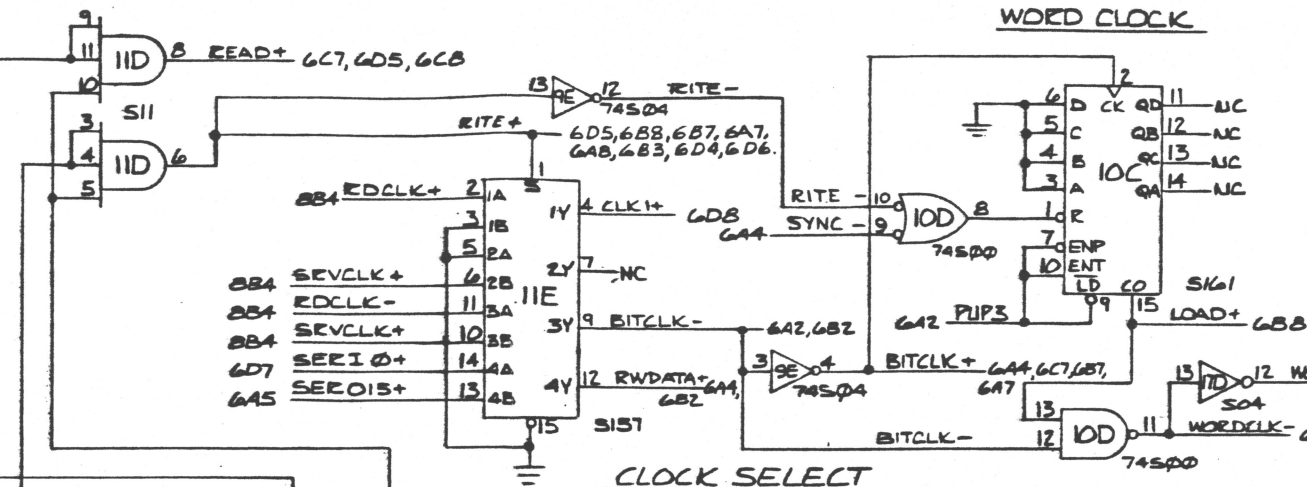 WORD CLOCK
9
11
10
11D
8
READ+
6C7, 6D5, 6C8
S11
3
4
5
11D
6
13
9E
12
74S04
RITE-
RITE+
6D5, 6B8, 6B7, 6A7,
6A8, 6B3, 6D4, 6D6.
1
S
8B4
RDCLK+
2
1A
3
1B
5
2A
8B4
SRVCLK+
6
2B
8B4
RDCLK-
11
3A
8B4
SRVCLK+
10
3B
6D7
SERI0+
14
4A
6A5
SERO15+
13
4B
11E
1Y
4
CLK1+
6D8
2Y
7
NC
3Y
9
BITCLK-
6A2, 6B2
4Y
12
RWDATA+
6A4,
6B2
15
S157
CLOCK SELECT
3
9E
4
74S04
BITCLK+
6A4, 6C7, 6B7,
6A7
RITE -
10
6A4
SYNC -
9
10D
8
74S00
2
CK
6
D
5
C
4
B
3
A
1
R
7
ENP
10
ENT
LD
9
CO
15
10C
QD
11
NC
QB
12
NC
QC
13
NC
QA
14
NC
S161
6A2
PUP3
LOAD+
6B8
BITCLK-
13
12
10D
11
74S00
13
17D
12
S04
WORDCLK-